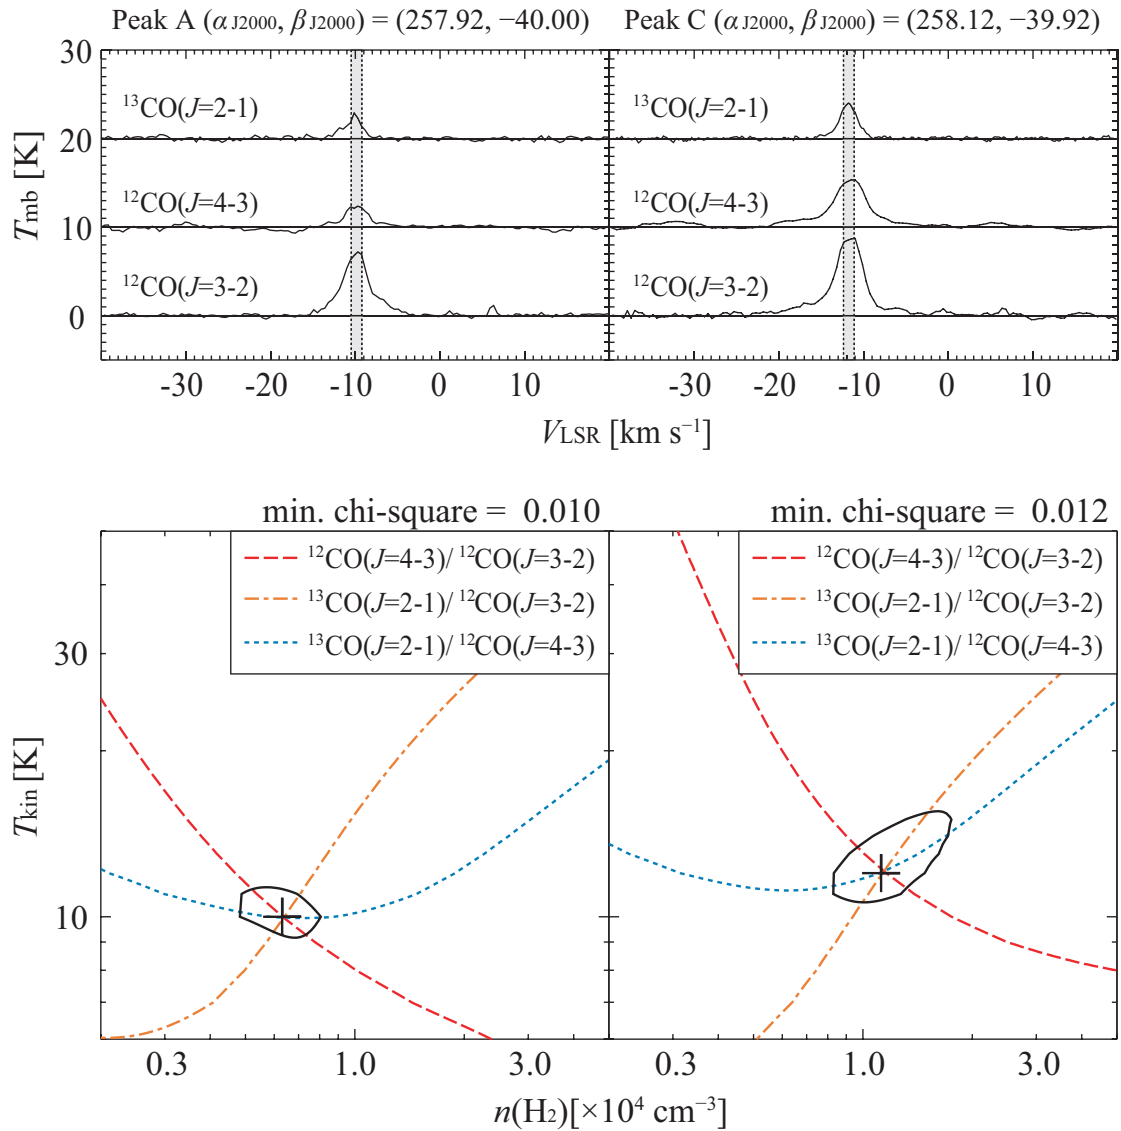 Peak A (α J2000, β J2000) = (257.92, −40.00)
Peak C (α J2000, β J2000) = (258.12, −39.92)
30
20
10
0
Tmb [K]
¹³CO(J=2-1)
¹²CO(J=4-3)
¹²CO(J=3-2)
¹³CO(J=2-1)
¹²CO(J=4-3)
¹²CO(J=3-2)
-30 -20 -10 0 10
-30 -20 -10 0 10
VLSR [km s⁻¹]
min. chi-square = 0.010
min. chi-square = 0.012
¹²CO(J=4-3)/ ¹²CO(J=3-2)
¹³CO(J=2-1)/ ¹²CO(J=3-2)
¹³CO(J=2-1)/ ¹²CO(J=4-3)
¹²CO(J=4-3)/ ¹²CO(J=3-2)
¹³CO(J=2-1)/ ¹²CO(J=3-2)
¹³CO(J=2-1)/ ¹²CO(J=4-3)
30
10
Tkin [K]
0.3 1.0 3.0
0.3 1.0 3.0
n(H₂)[×10⁴ cm⁻³]